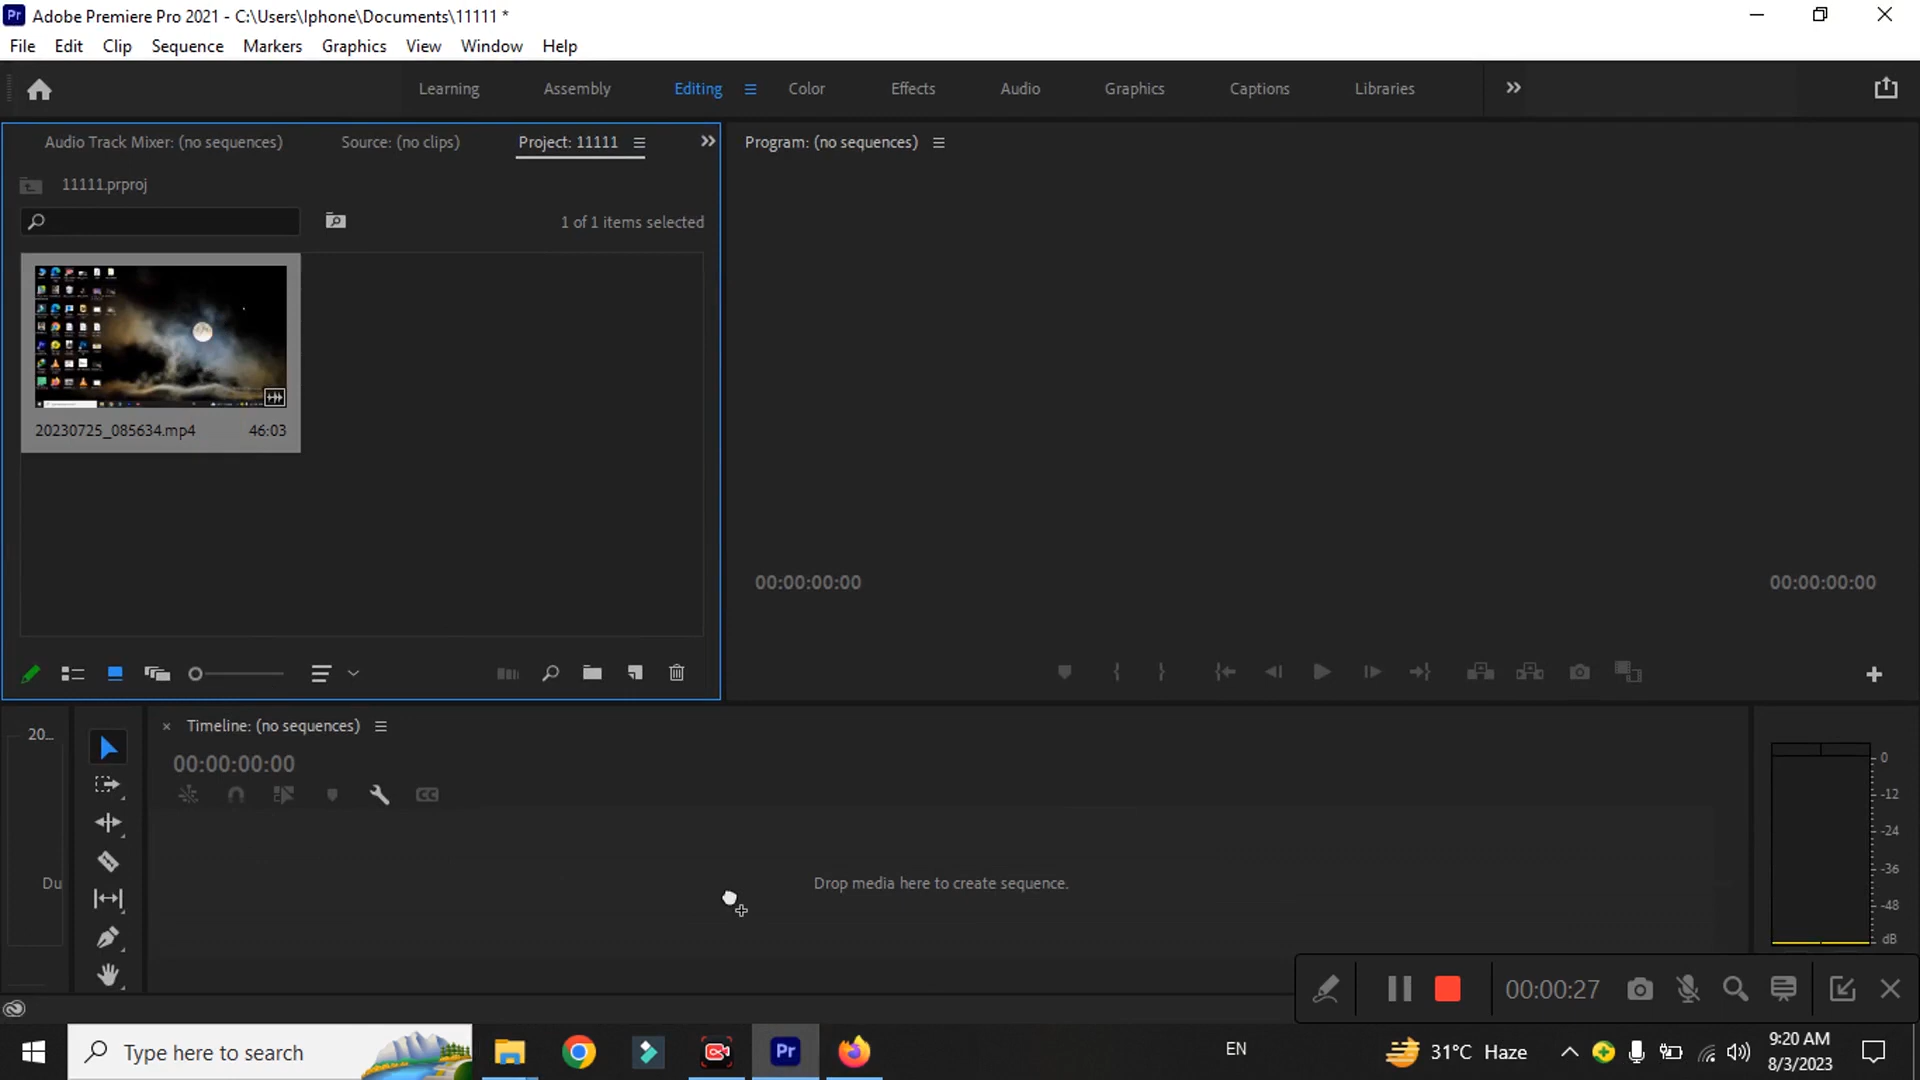 Pr Adobe Premiere Pro 2021 - C:\Users\Iphone\Documents\11111 *
File Edit Clip Sequence Markers Graphics View Window Help
Learning Assembly Editing Color Effects Audio Graphics Captions Libraries
Audio Track Mixer: (no sequences) Source: (no clips) Project: 11111
Program: (no sequences)
11111.prproj
1 of 1 items selected
20230725_085634.mp4 46:03
00:00:00:00 00:00:00:00
20...
Du
Timeline: (no sequences)
00:00:00:00
CC
Drop media here to create sequence.
0
-12
-24
-36
-48
dB
00:00:27
Type here to search
Pr
EN
31°C Haze
9:20 AM
8/3/2023